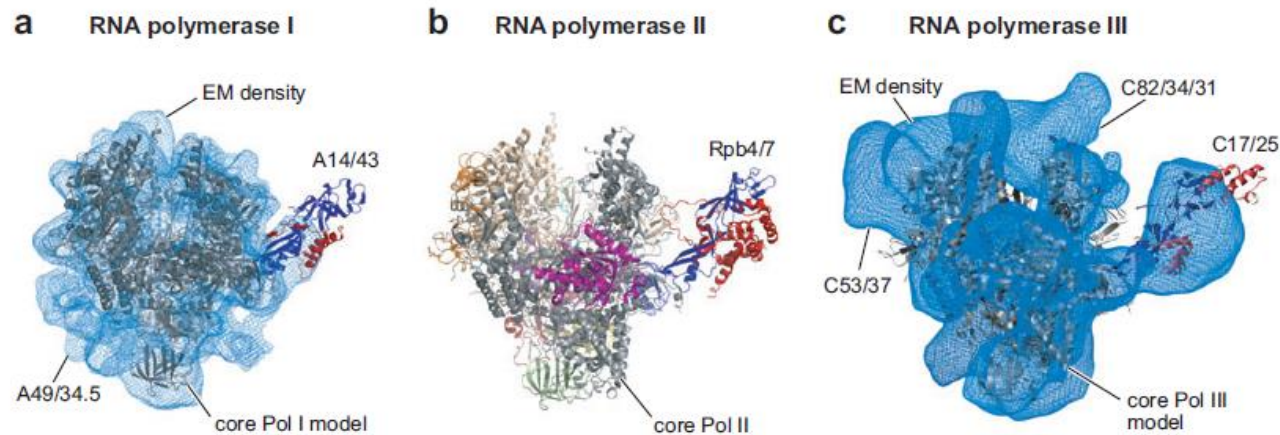 a RNA polymerase I
EM density
A14/43
A49/34.5
core Pol I model
b RNA polymerase II
Rpb4/7
core Pol II
c RNA polymerase III
EM density
C82/34/31
C17/25
C53/37
core Pol III
model